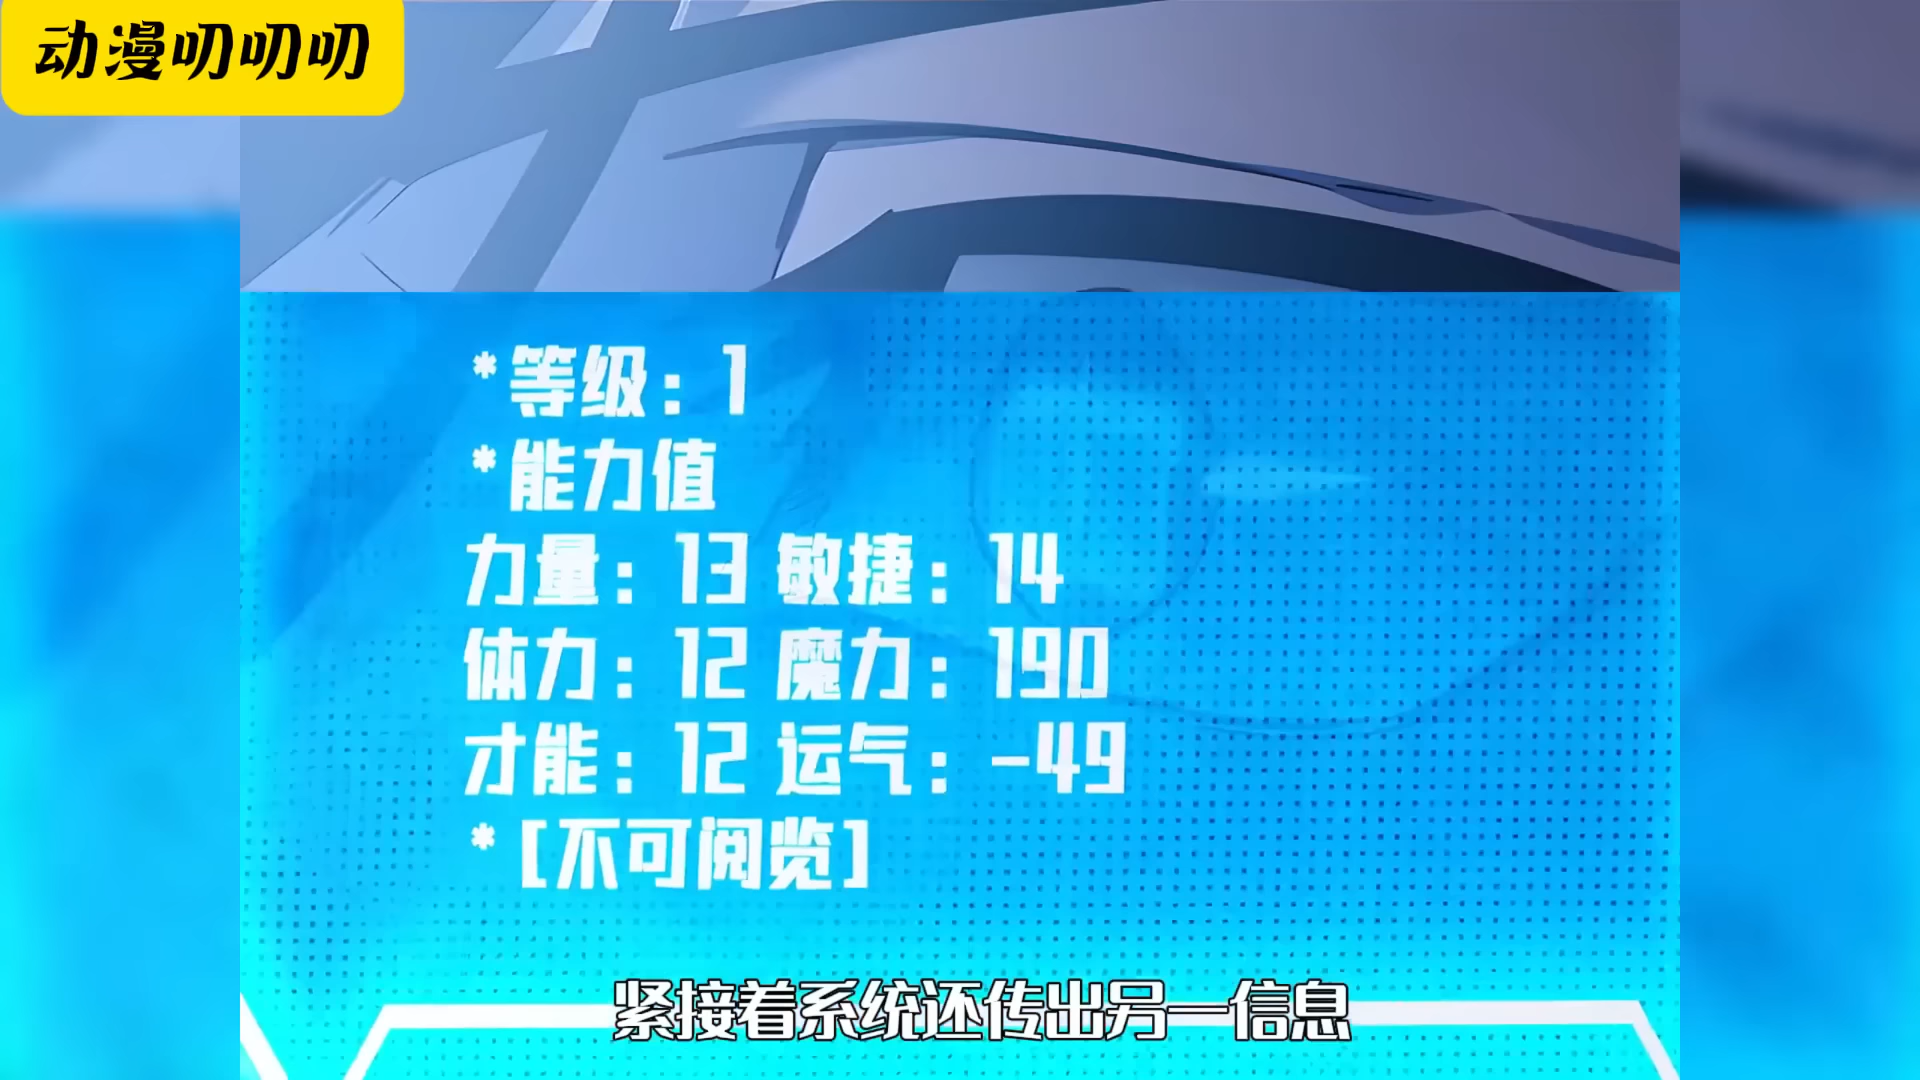 动漫叨叨叨
*等级：1
*能力值
力量：13 敏捷：14
体力：12 魔力：190
才能：12 运气：-49
*[不可阅览]
紧接着系统还传出另一信息